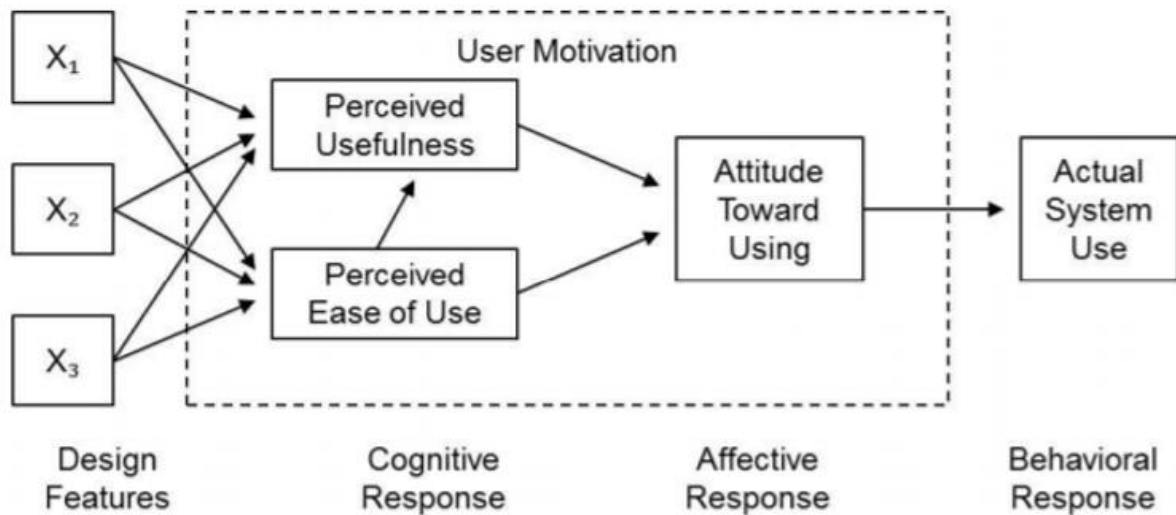 X₁
User Motivation
Perceived
Usefulness
X₂
Attitude
Toward
Using
Actual
System
Use
Perceived
Ease of Use
X₃
Design
Features
Cognitive
Response
Affective
Response
Behavioral
Response